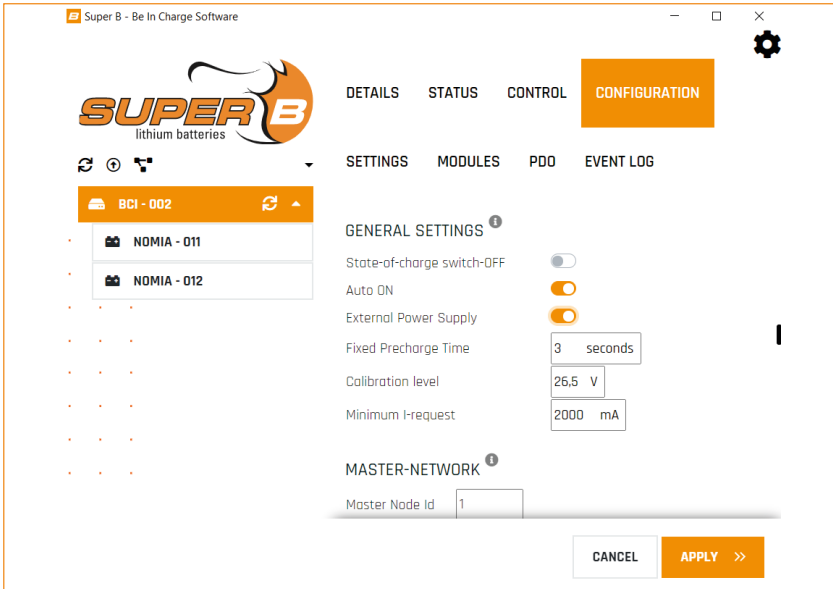 Super B - Be In Charge Software
SUPER B
lithium batteries
DETAILS STATUS CONTROL CONFIGURATION
SETTINGS MODULES PDO EVENT LOG
BCI - 002
NOMIA - 011
NOMIA - 012
GENERAL SETTINGS
State-of-charge switch-OFF
Auto ON
External Power Supply
Fixed Precharge Time 3 seconds
Calibration level 26,5 V
Minimum I-request 2000 mA
MASTER-NETWORK
Master Node Id 1
CANCEL APPLY